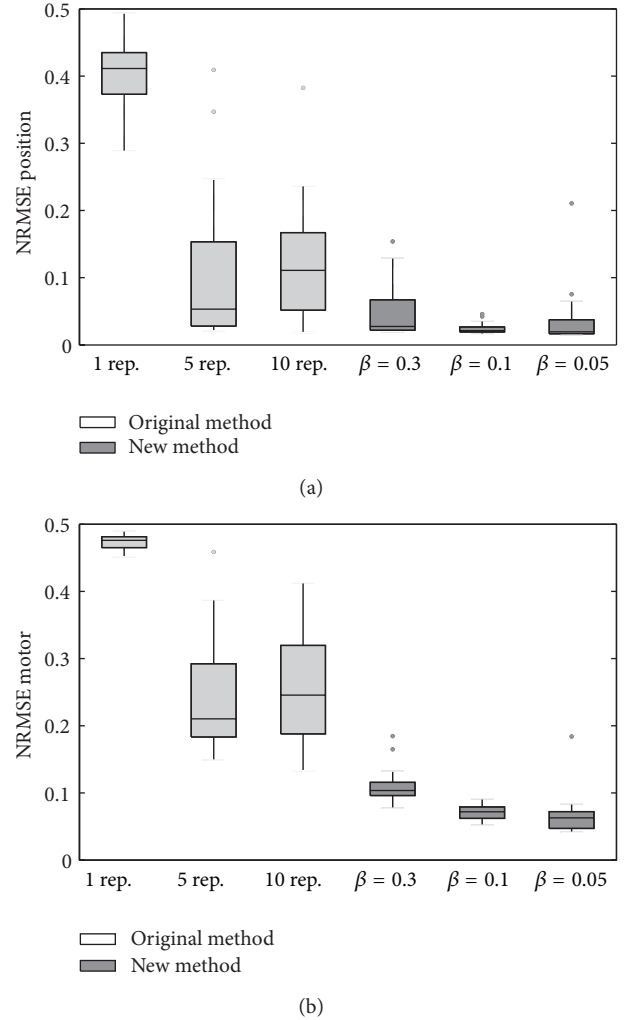 0.5
0.4
0.3
0.2
0.1
0
NRMSE position
1 rep. 5 rep. 10 rep. β = 0.3 β = 0.1 β = 0.05
Original method
New method
(a)
0.5
0.4
0.3
0.2
0.1
0
NRMSE motor
1 rep. 5 rep. 10 rep. β = 0.3 β = 0.1 β = 0.05
Original method
New method
(b)